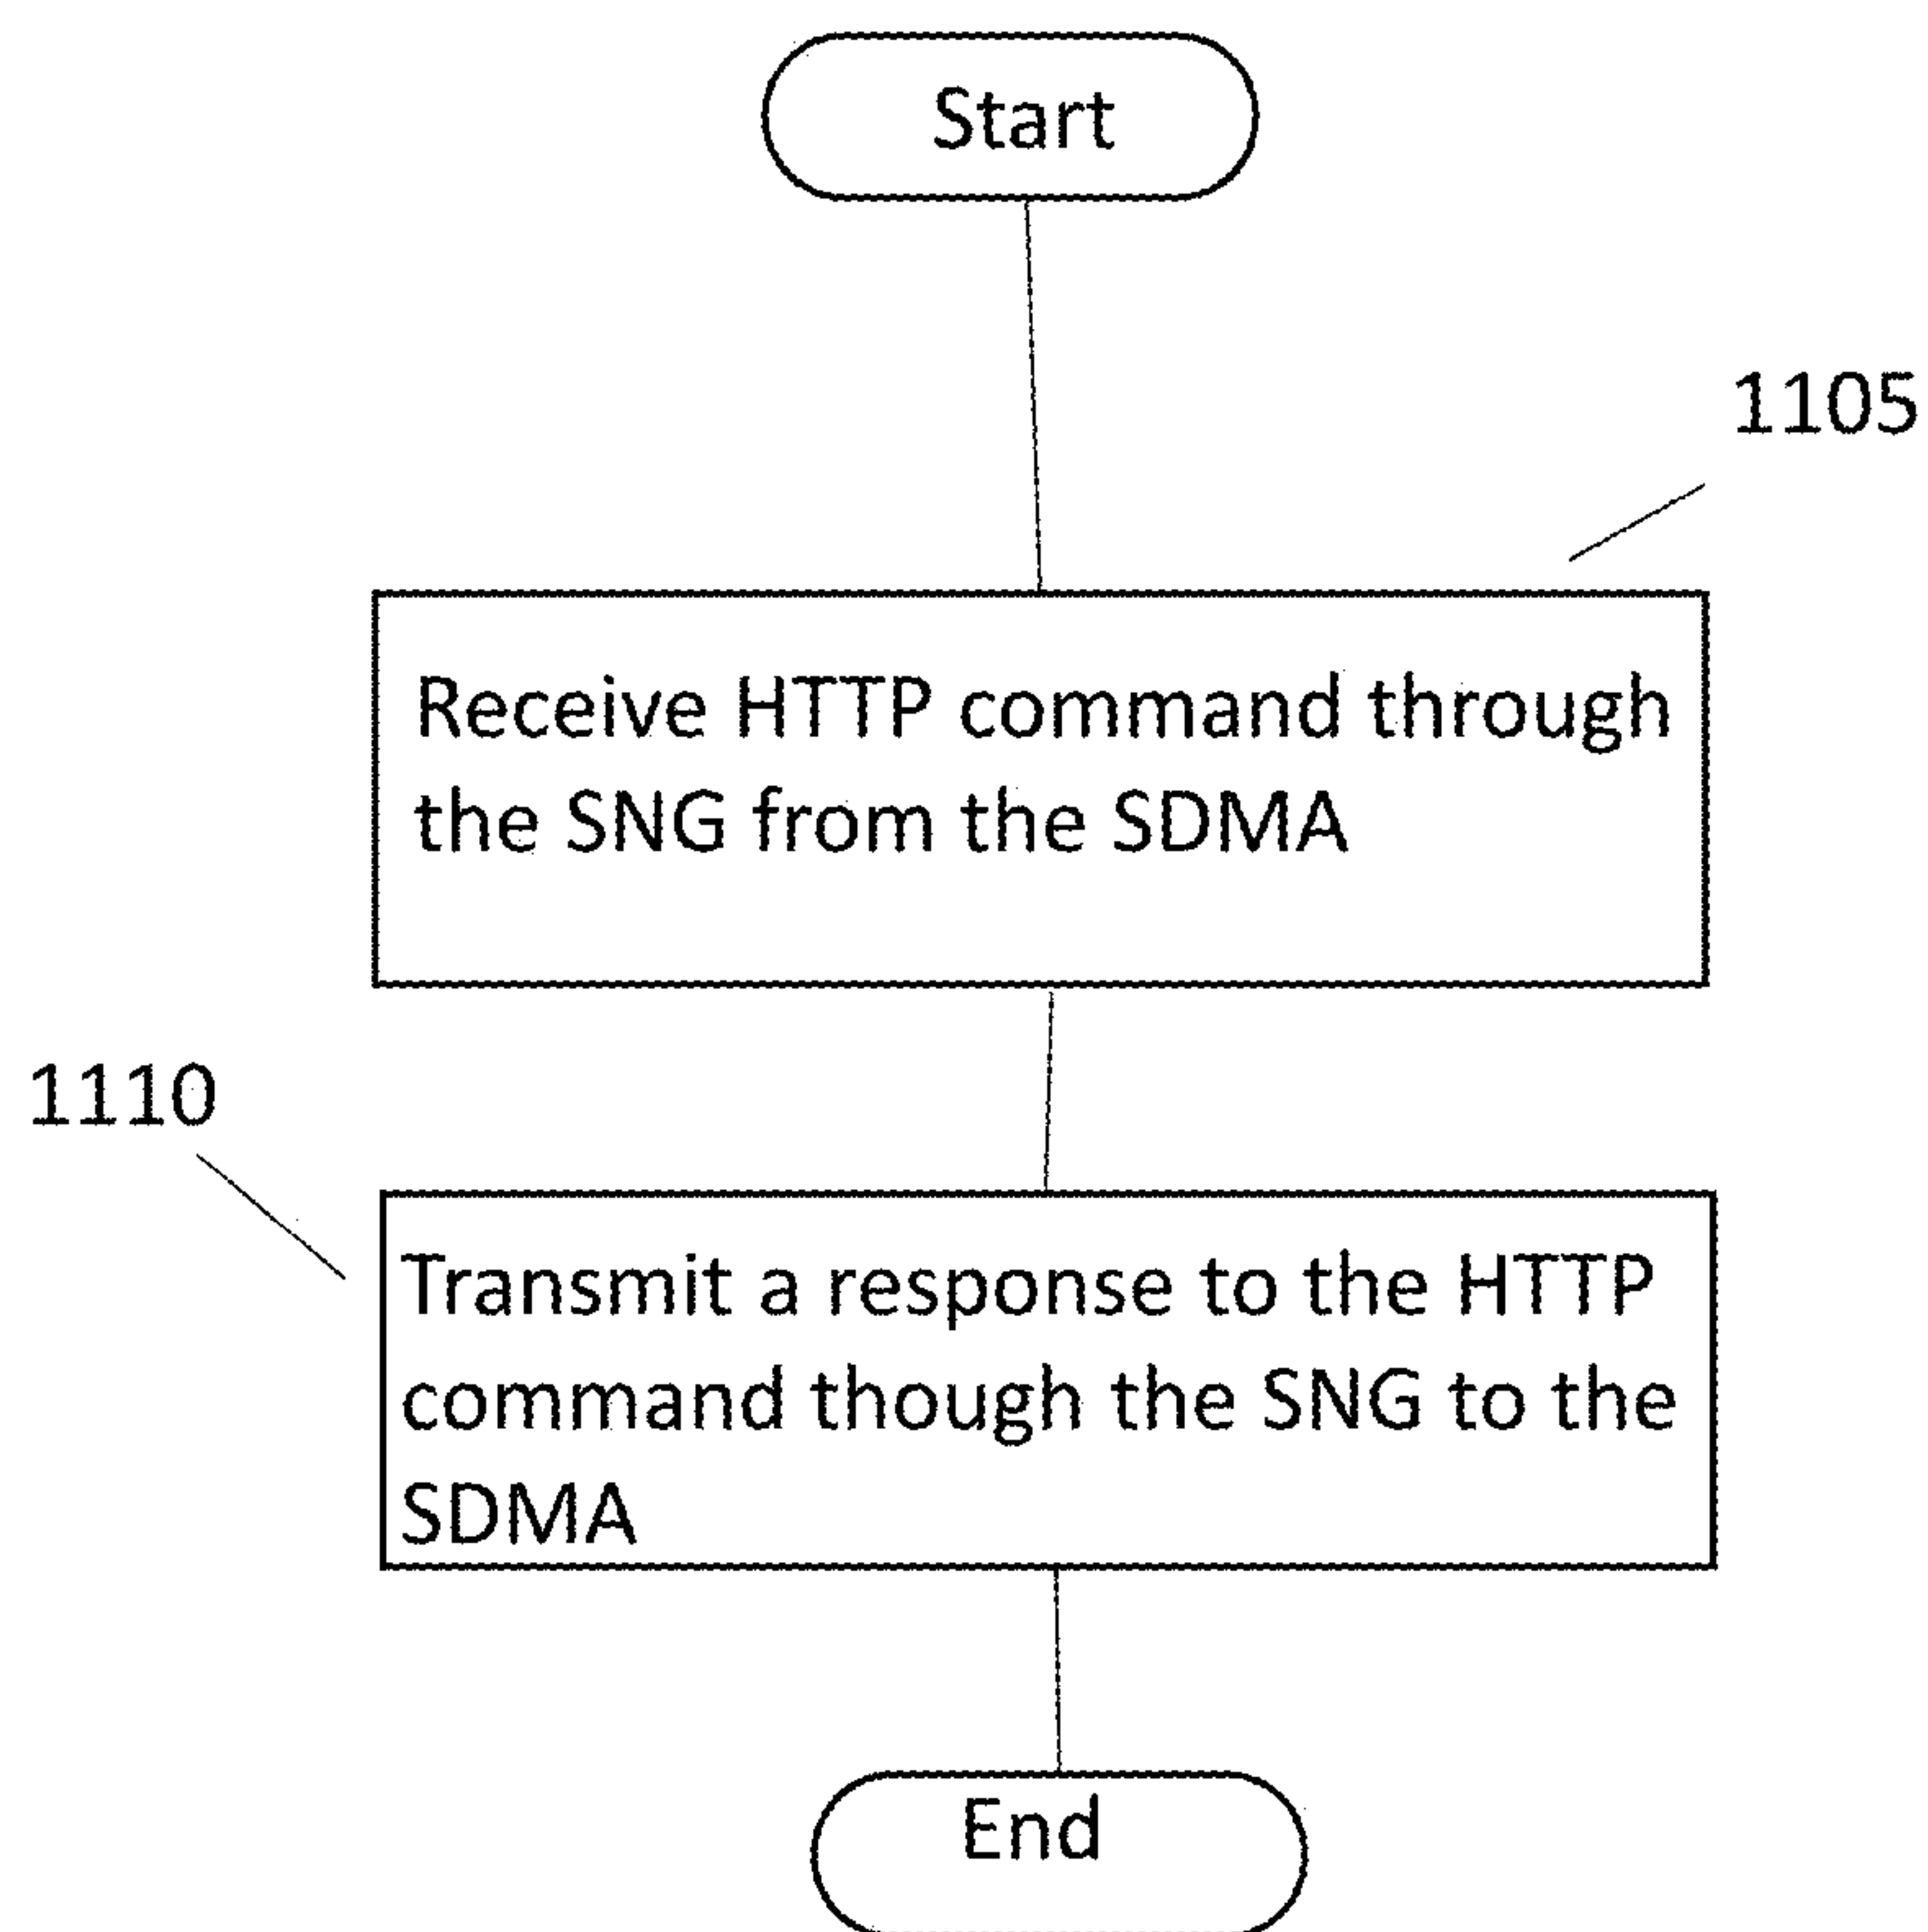 Start
1105
Receive HTTP command through
the SNG from the SDMA
1110
Transmit a response to the HTTP
command though the SNG to the
SDMA
End